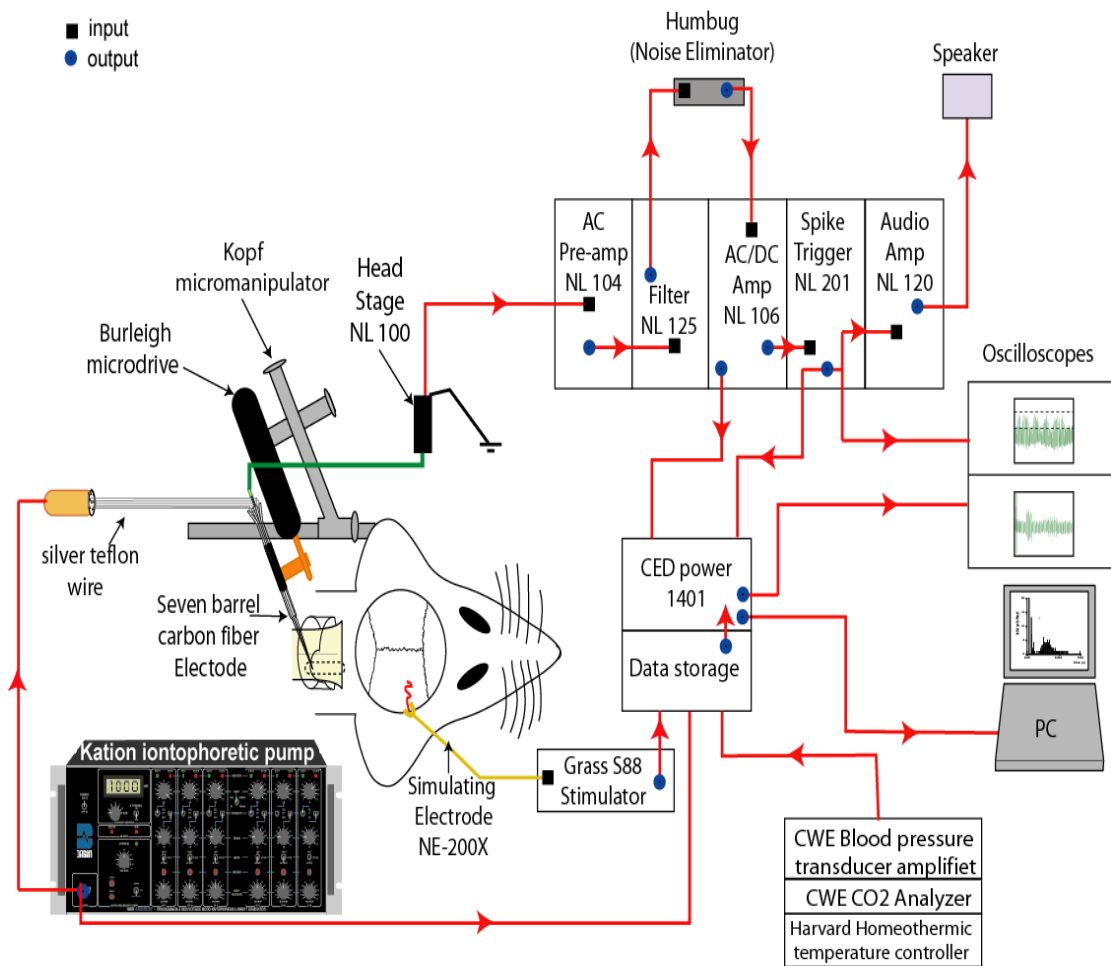 input
output
Humbug
(Noise Eliminator)
Speaker
AC
Pre-amp
NL 104
Filter
NL 125
AC/DC
Amp
NL 106
Spike
Trigger
NL 201
Audio
Amp
NL 120
Kopf
micromanipulator
Head
Stage
NL 100
Burleigh
microdrive
Oscilloscopes
silver teflon
wire
Seven barrel
carbon fiber
Electode
CED power
1401
Data storage
PC
Kation iontophoretic pump
1000
Simulating
Electrode
NE-200X
Grass S88
Stimulator
CWE Blood pressure
transducer amplifiet
CWE CO2 Analyzer
Harvard Homeothermic
temperature controller